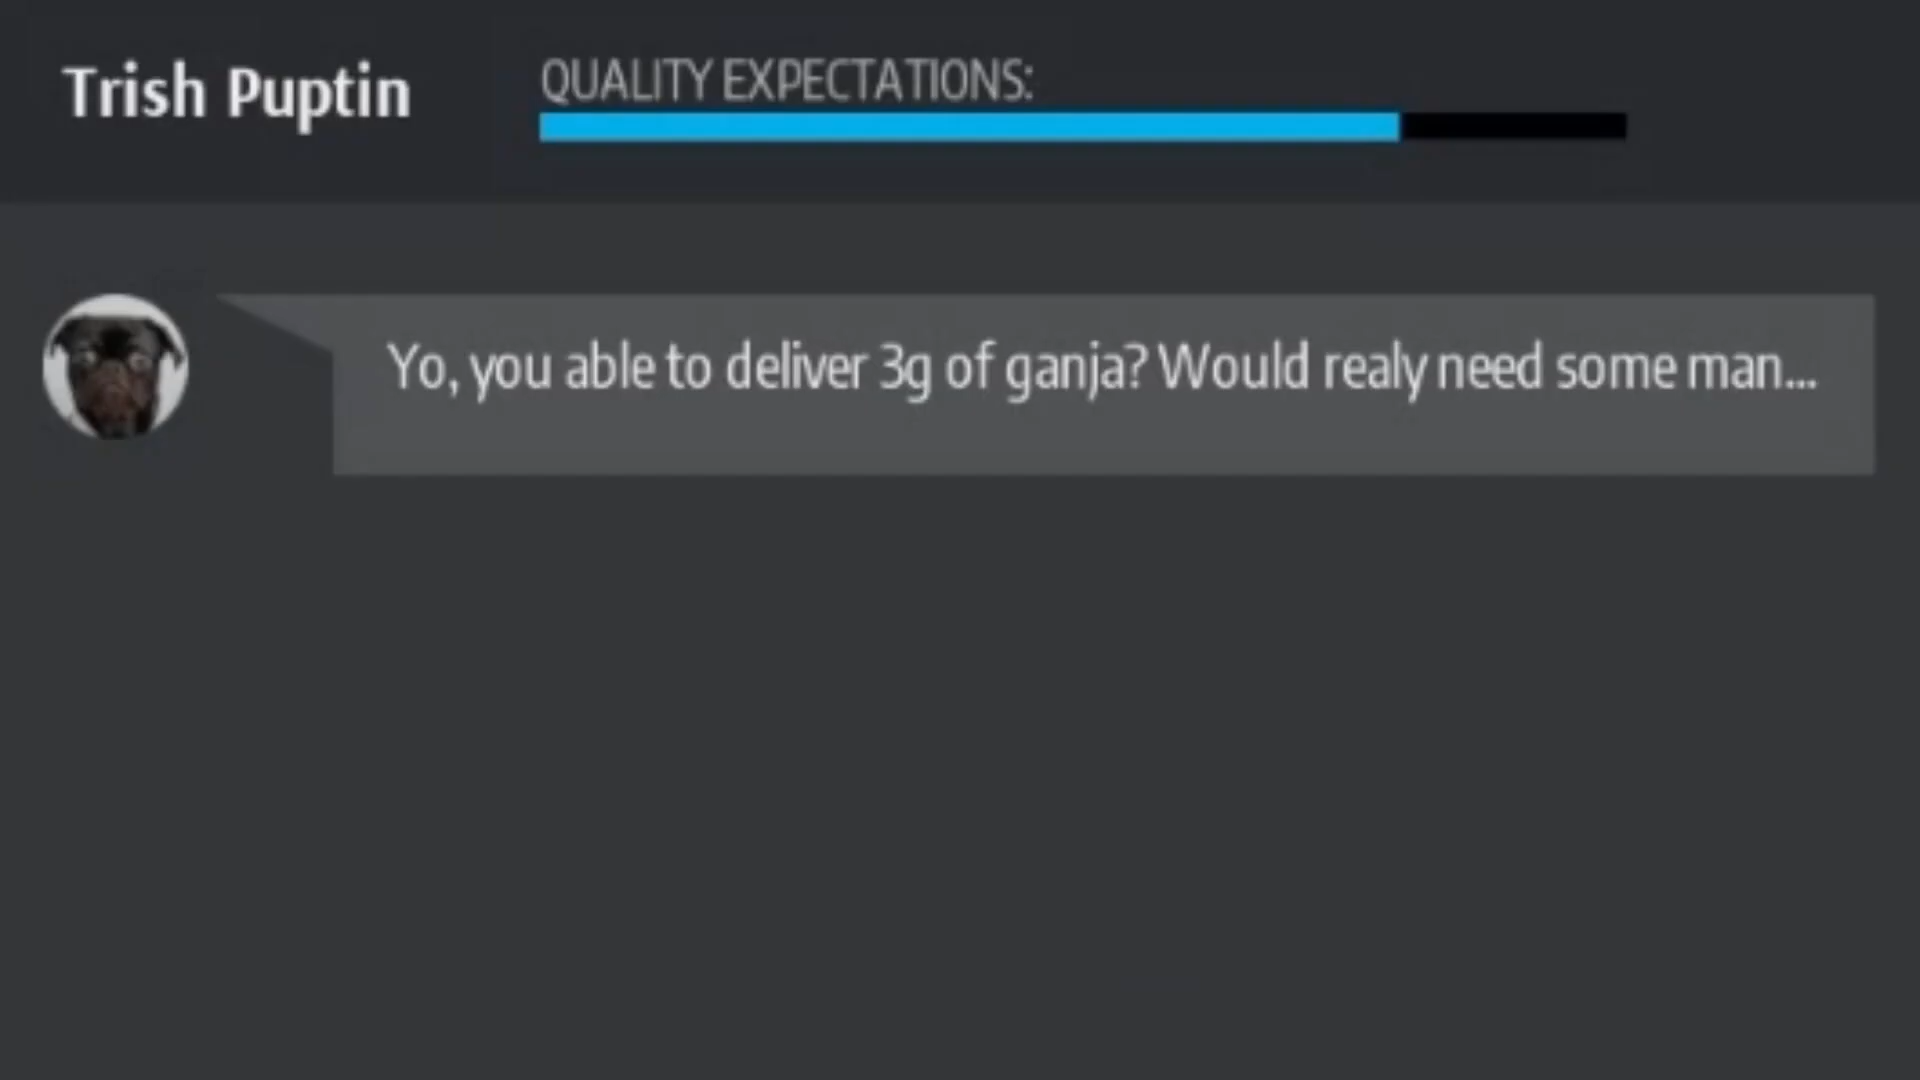 Trish Puptin
QUALITY EXPECTATIONS:
Yo, you able to deliver 3g of ganja? Would realy need some man...